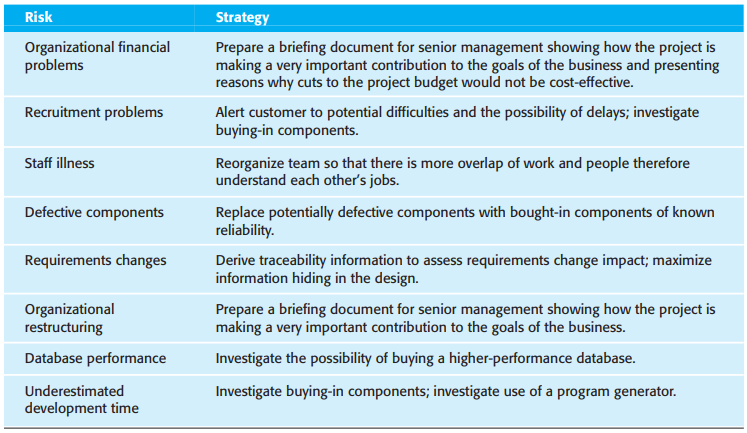 Risk Strategy
Organizational financial Prepare a briefing document for senior management showing how the project is
problems making a very important contribution to the goals of the business and presenting
reasons why cuts to the project budget would not be cost-effective.
Recruitment problems Alert customer to potential difficulties and the possibility of delays; investigate
buying-in components.
Staff illness Reorganize team so that there is more overlap of work and people therefore
understand each other's jobs.
Defective components Replace potentially defective components with bought-in components of known
reliability.
Requirements changes Derive traceability information to assess requirements change impact; maximize
information hiding in the design.
Organizational Prepare a briefing document for senior management showing how the project is
restructuring making a very important contribution to the goals of the business.
Database performance Investigate the possibility of buying a higher-performance database.
Underestimated Investigate buying-in components; investigate use of a program generator.
development time